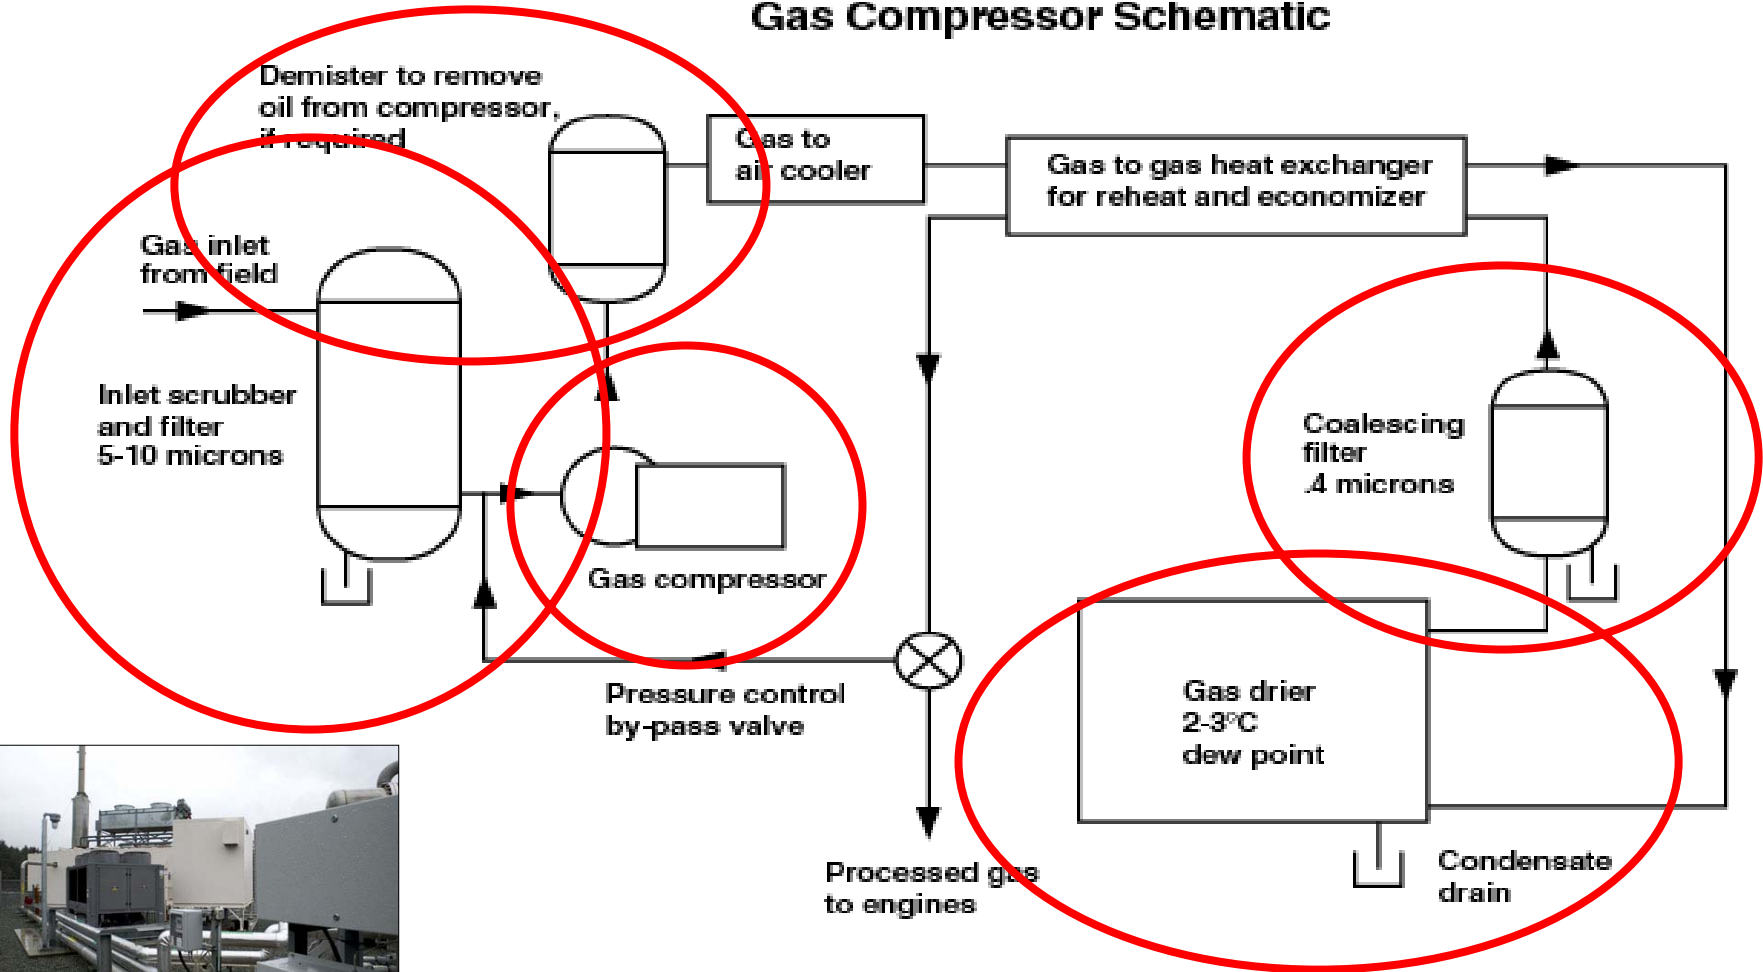 Gas Compressor Schematic
Demister to remove
oil from compressor,
if required
Gas to
air cooler
Gas to gas heat exchanger
for reheat and economizer
Gas inlet
from field
Inlet scrubber
and filter
5-10 microns
Coalescing
filter
.4 microns
Gas compressor
Pressure control
by-pass valve
Gas drier
2-3°C
dew point
Processed gas
to engines
Condensate
drain